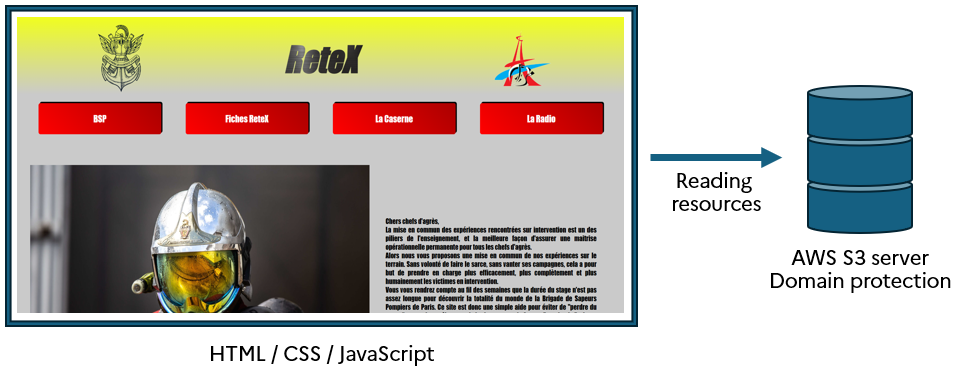 ReteX
BSP
Fiches ReteX
La Caserne
La Radio
Chers chefs d'agrès,
La mise en commun des expériences rencontrées sur intervention est un des
piliers de l'enseignement, et la meilleure façon d'assurer une maitrise
opérationnelle permanente pour tous les chefs d'agrès.
Alors nous vous proposons une mise en commun de nos expériences sur le
terrain. Sans volonté de faire le sarce, sans vanter ses campagnes, cela a pour
but de prendre en charge plus efficacement, plus complétement et plus
humainement les victimes en intervention.
Vous vous rendrez compte au fil des semaines que la durée du stage n'est pas
assez longue pour découvrir la totalité du monde de la Brigade de Sapeurs
Pompiers de Paris. Ce site est donc une simple aide pour éviter de "perdre du
Reading
resources
AWS S3 server
Domain protection
HTML / CSS / JavaScript